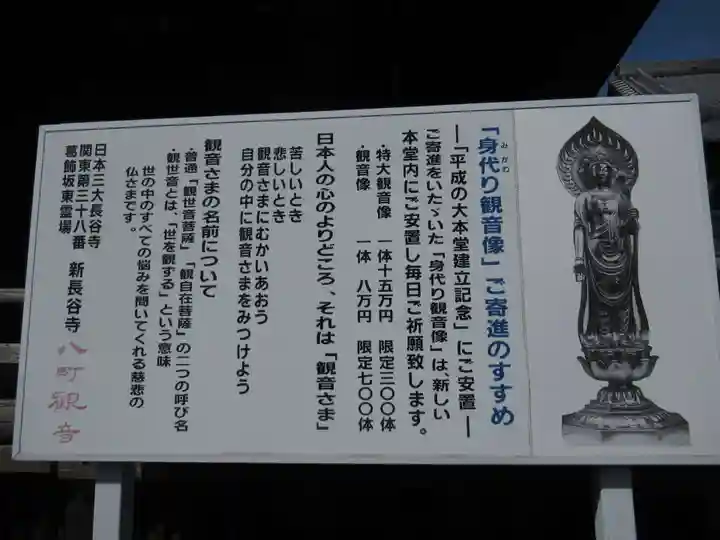 「身代り観音像」ご寄進のすすめ
みがわ
―「平成の大本堂建立記念」にご安置―
ご寄進をいたゞいた「身代り観音像」は、新しい
本堂内にご安置し毎日ご祈願致します。
・特大観音像　一体十五万円　限定三〇〇体
・観音像　一体　八万円　限定七〇〇体
日本人の心のよりどころ、それは「観音さま」
苦しいとき
悲しいとき
観音さまにむかいあおう
自分の中に観音さまをみつけよう
観音さまの名前について
・普通「観世音菩薩」「観自在菩薩」の二つの呼び名
・観世音とは、「世を観する」という意味
世の中のすべての悩みを聞いてくれる慈悲の
仏さまです。
日本三大長谷寺
関東第三十八番　新長谷寺
葛飾坂東霊場
八町観音